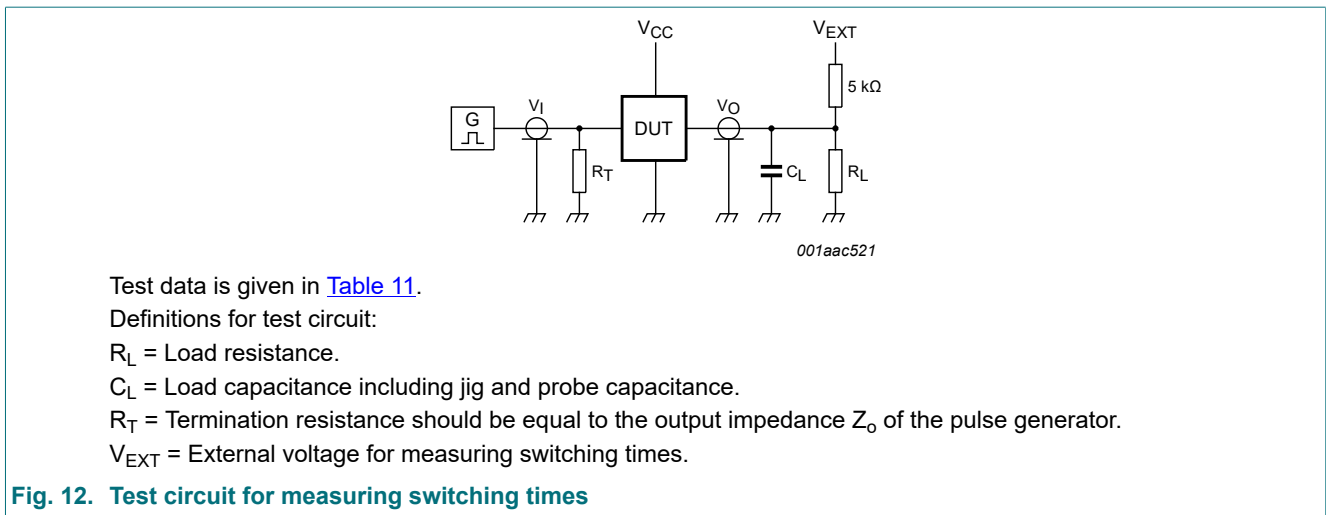 VCC
VEXT
5 kΩ
G
VI
DUT
VO
RT
CL
RL
001aac521
Test data is given in Table 11.
Definitions for test circuit:
RL = Load resistance.
CL = Load capacitance including jig and probe capacitance.
RT = Termination resistance should be equal to the output impedance Zo of the pulse generator.
VEXT = External voltage for measuring switching times.
Fig. 12. Test circuit for measuring switching times